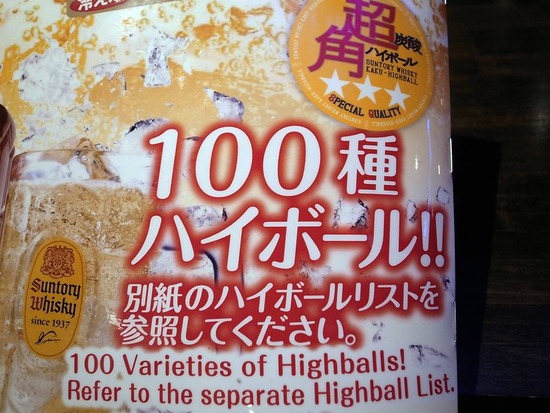 超角
炭酸
ハイボール
SUNTORY WHISKY
KAKU-HIGHBALL
SPECIAL QUALITY
100種
ハイボール!!
別紙のハイボールリストを
参照してください。
Suntory
Whisky
since 1937
100 Varieties of Highballs!
Refer to the separate Highball List.